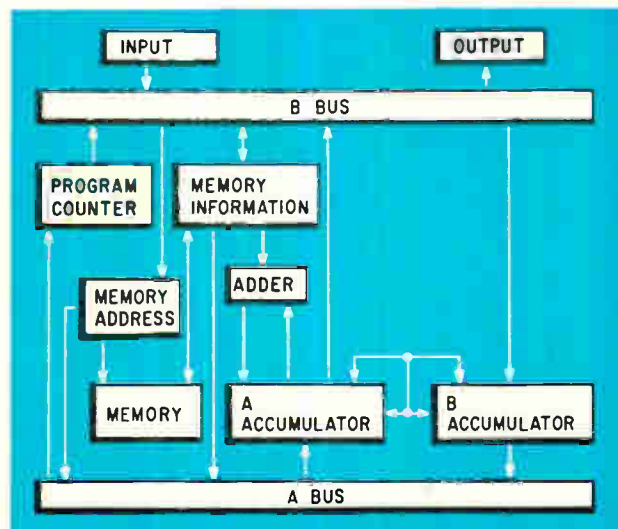 INPUT
OUTPUT
B BUS
PROGRAM
COUNTER
MEMORY
INFORMATION
MEMORY
ADDRESS
ADDER
MEMORY
A
ACCUMULATOR
B
ACCUMULATOR
A BUS